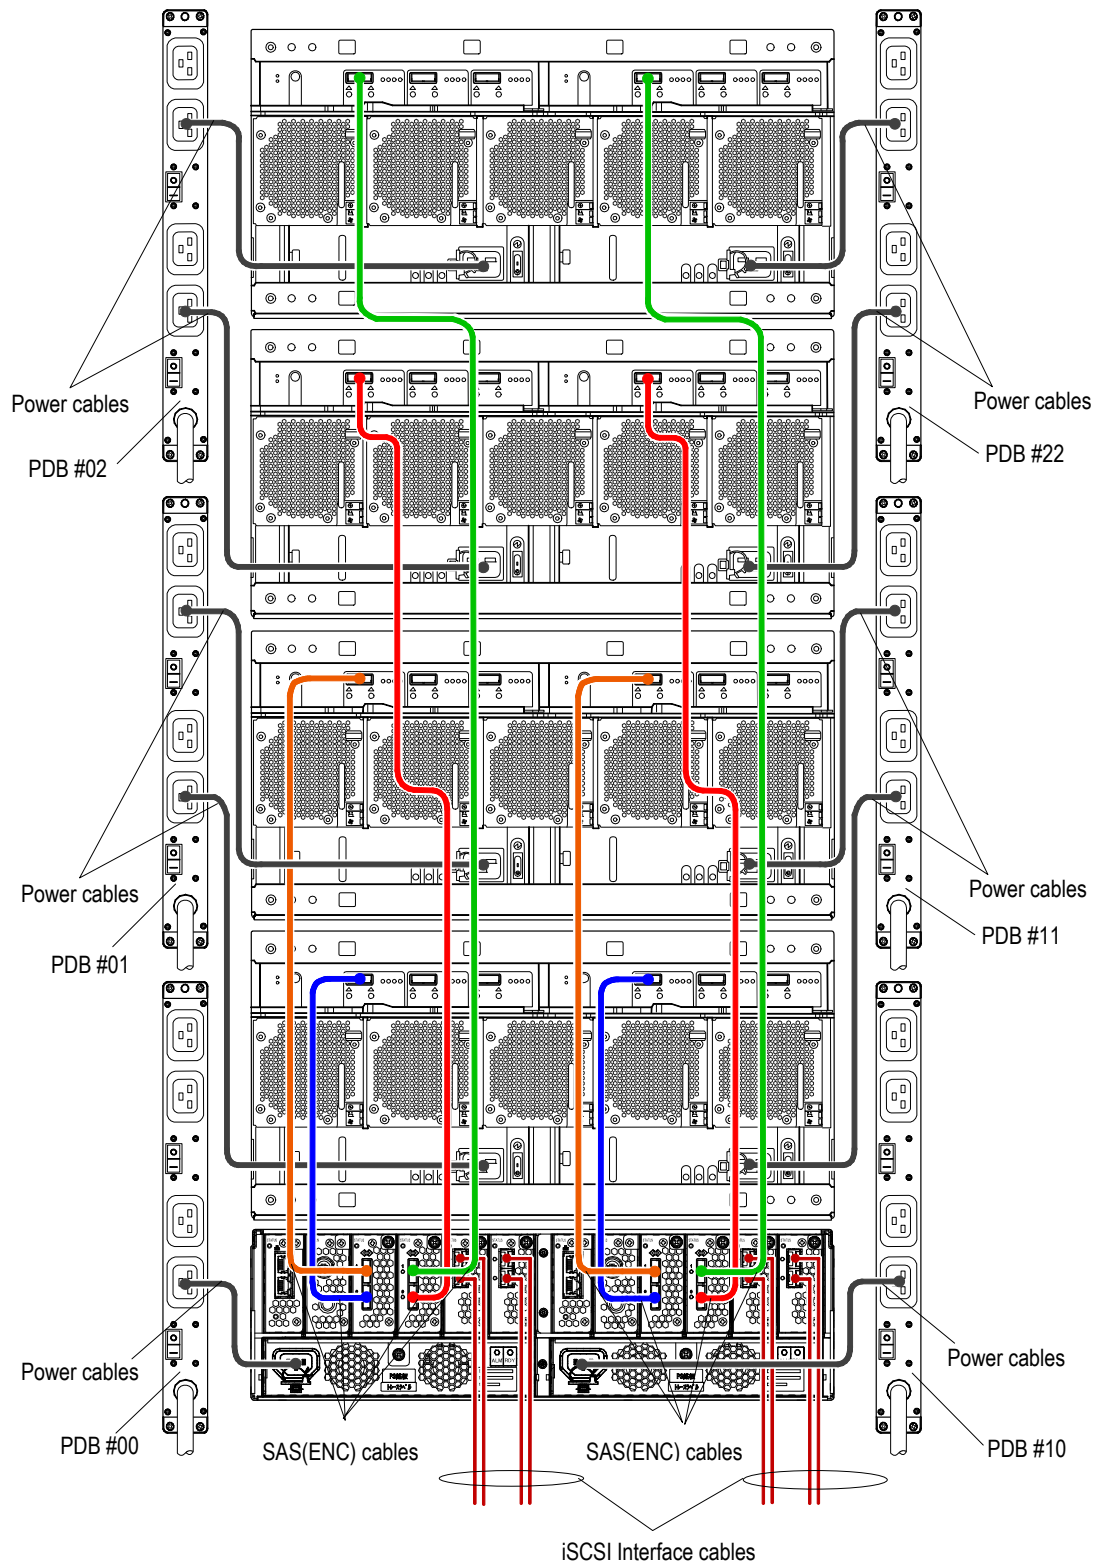 Power cables
Power cables
PDB #02
PDB #22
Power cables
Power cables
PDB #01
PDB #11
Power cables
Power cables
PDB #00
PDB #10
SAS(ENC) cables
SAS(ENC) cables
iSCSI Interface cables